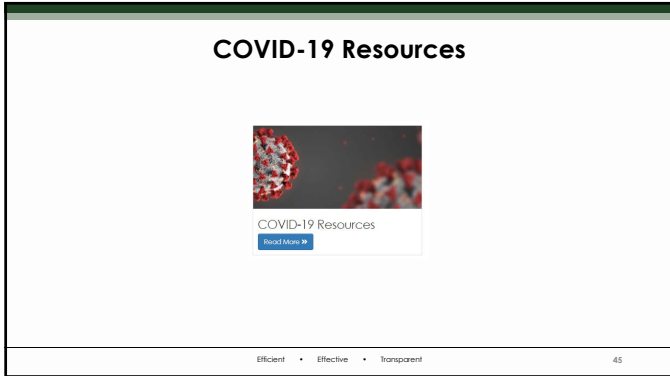 COVID-19 Resources
COVID-19 Resources
Read More »
Efficient • Effective • Transparent
45